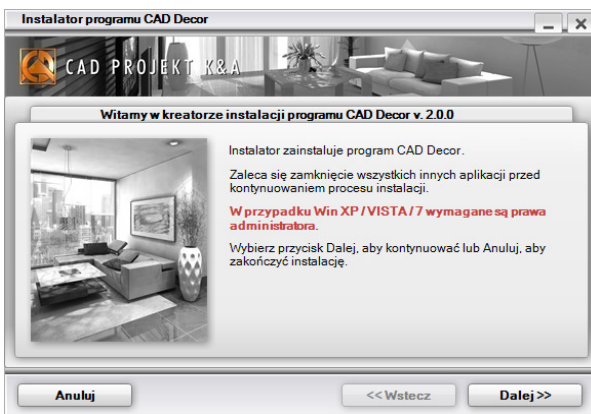 Instalator programu CAD Decor
CAD PROJEKT K&A
Witamy w kreatorze instalacji programu CAD Decor v. 2.0.0
Instalator zainstaluje program CAD Decor.
Zaleca się zamknięcie wszystkich innych aplikacji przed
kontynuowaniem procesu instalacji.
W przypadku Win XP / VISTA / 7 wymagane są prawa
administratora.
Wybierz przycisk Dalej, aby kontynuować lub Anuluj, aby
zakończyć instalację.
Anuluj
<< Wstecz
Dalej >>